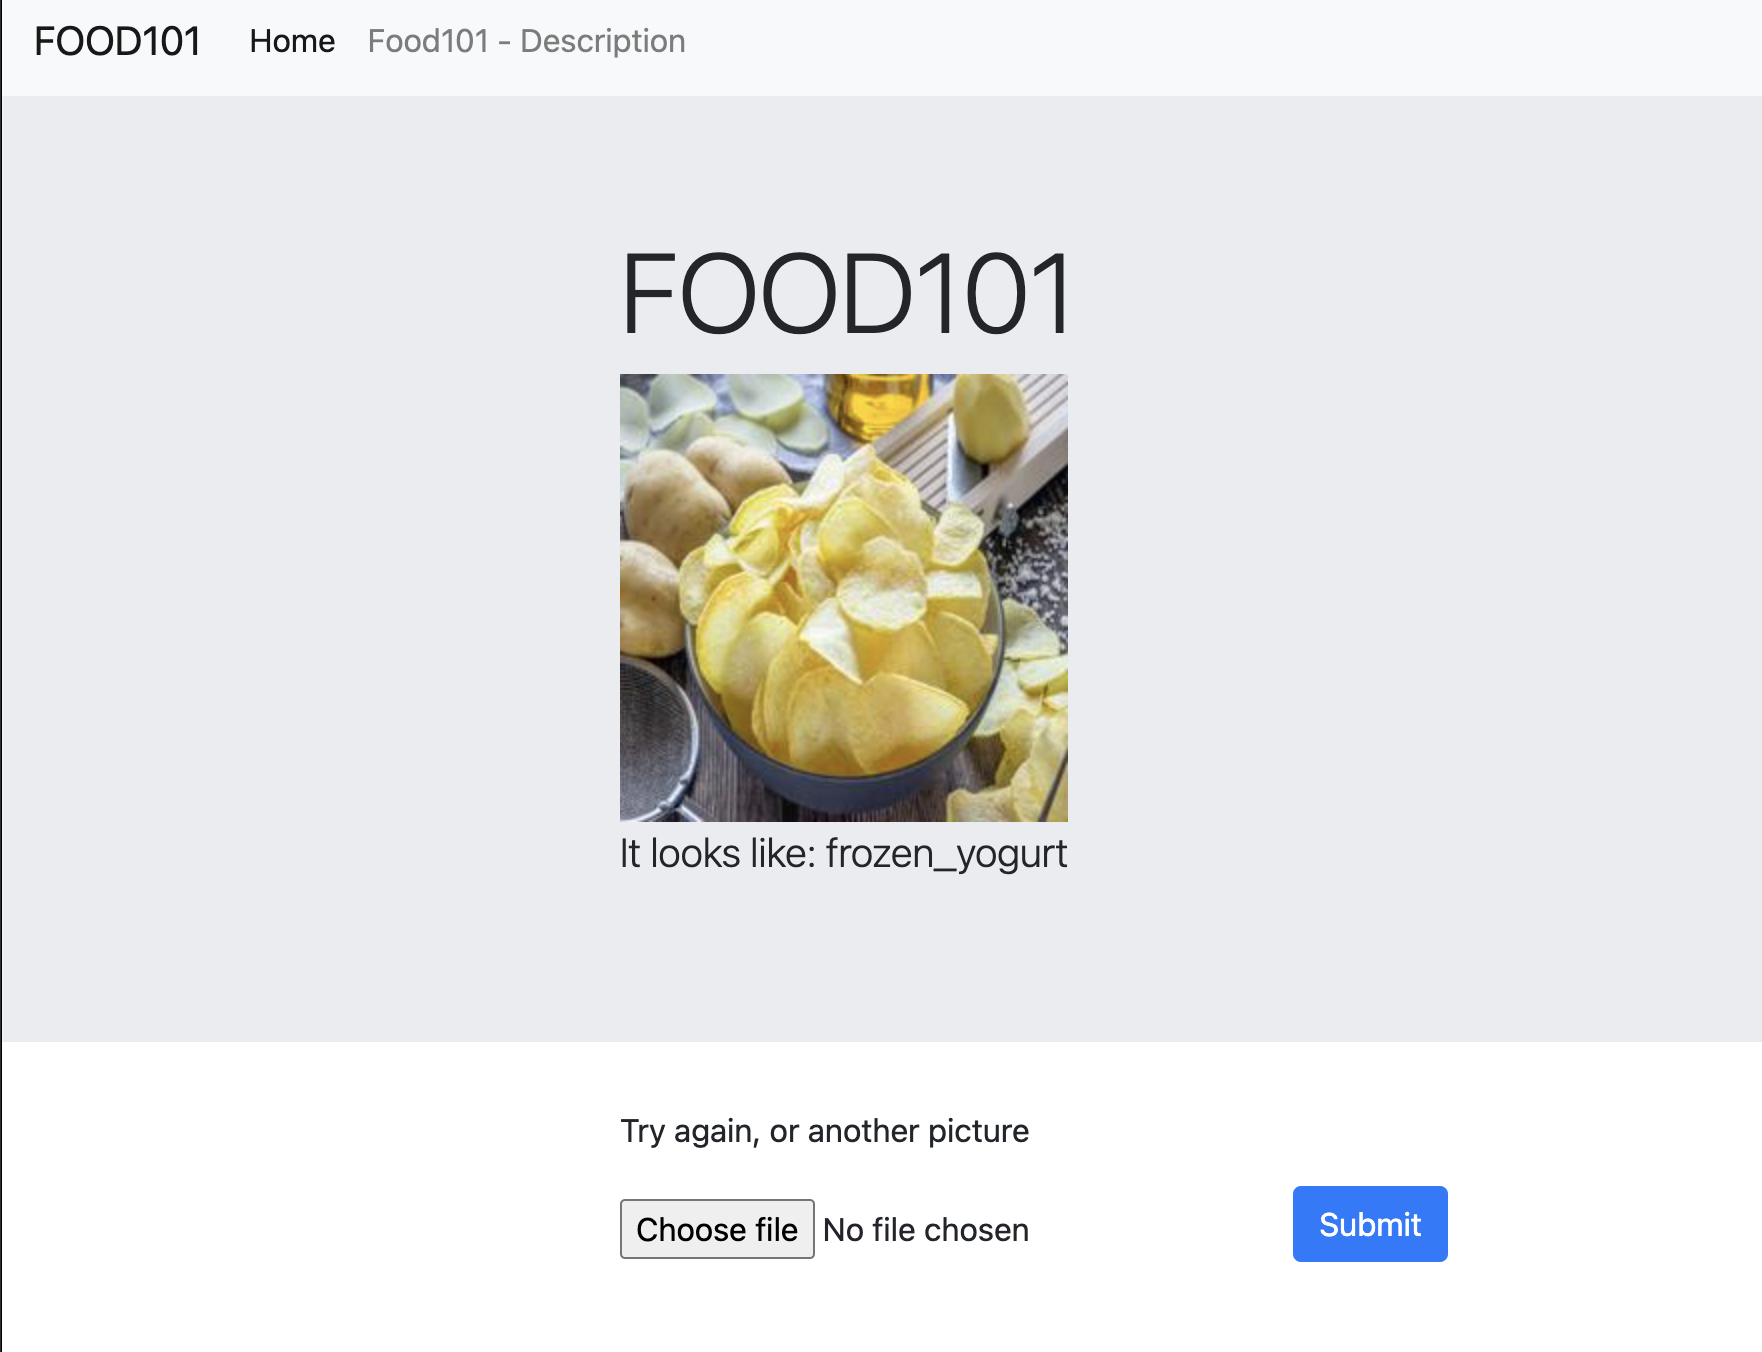 FOOD101 Home Food101 - Description
FOOD101
It looks like: frozen_yogurt
Try again, or another picture
Choose file No file chosen
Submit